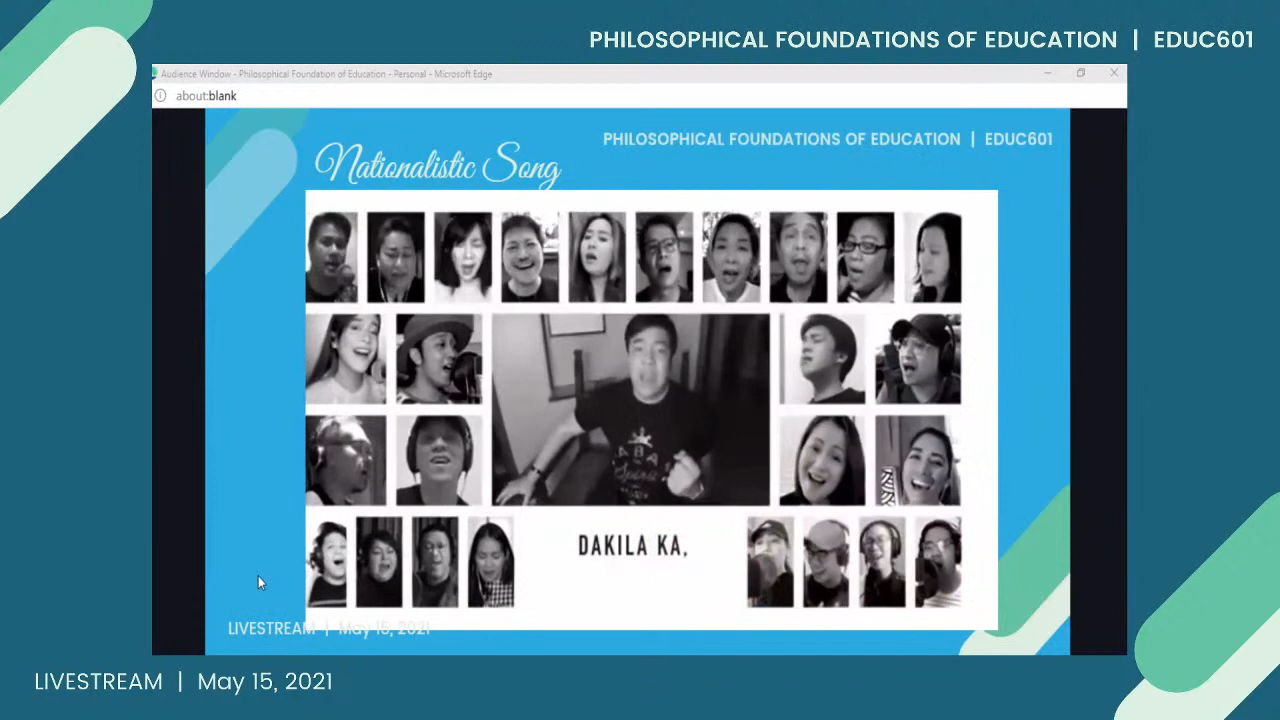 PHILOSOPHICAL FOUNDATIONS OF EDUCATION | EDUC601
Audience Window - Philosophical Foundation of Education - Personal - Microsoft Edge
about:blank
PHILOSOPHICAL FOUNDATIONS OF EDUCATION | EDUC601
Nationalistic Song
DAKILA KA,
LIVESTREAM | May 15, 2021
LIVESTREAM | May 15, 2021